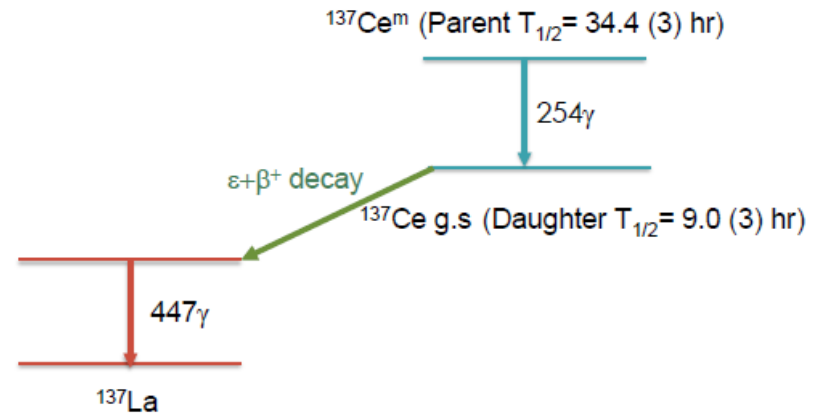 ¹³⁷Ceᵐ (Parent T₁/₂= 34.4 (3) hr)
254γ
ε+β⁺ decay
¹³⁷Ce g.s (Daughter T₁/₂= 9.0 (3) hr)
447γ
¹³⁷La